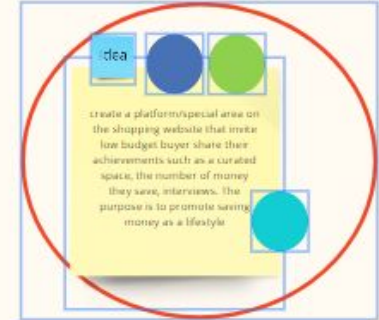 idea
create a platform/special area on
the shopping website that invite
low budget buyer share their
achievements such as a curated
space, the number of money
they save, interviews. The
purpose is to promote saving
money as a lifestyle